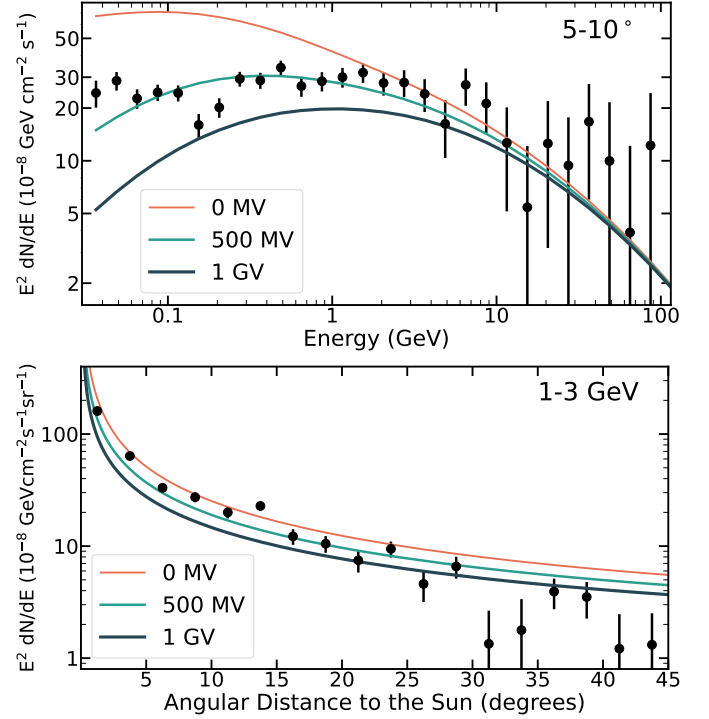 5-10°
50
30
20
10
5
2
E² dN/dE (10⁻⁸ GeV cm⁻² s⁻¹)
0 MV
500 MV
1 GV
0.1 1 10 100
Energy (GeV)
1-3 GeV
100
10
1
E² dN/dE (10⁻⁸ GeVcm⁻²s⁻¹sr⁻¹)
0 MV
500 MV
1 GV
5 10 15 20 25 30 35 40 45
Angular Distance to the Sun (degrees)